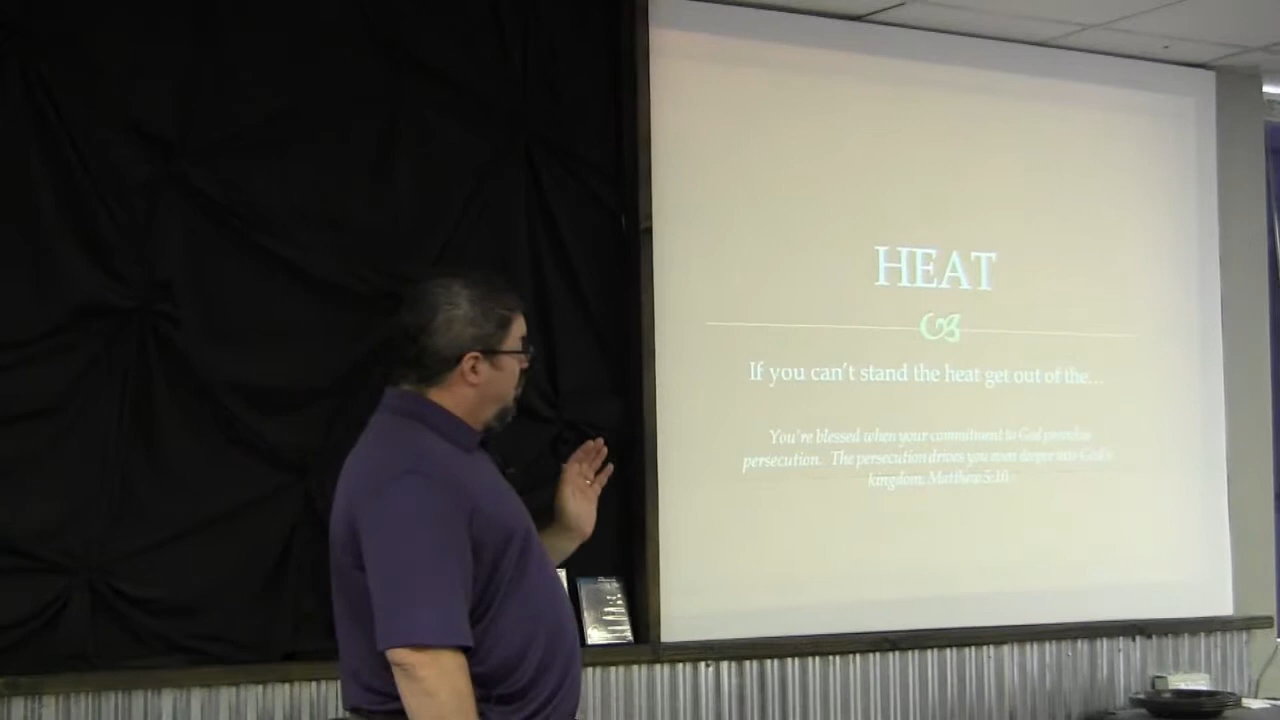 HEAT
If you can't stand the heat get out of the...
You're blessed when your commitment to God provokes
persecution. The persecution drives you even deeper into God's
kingdom. Matthew 5:10